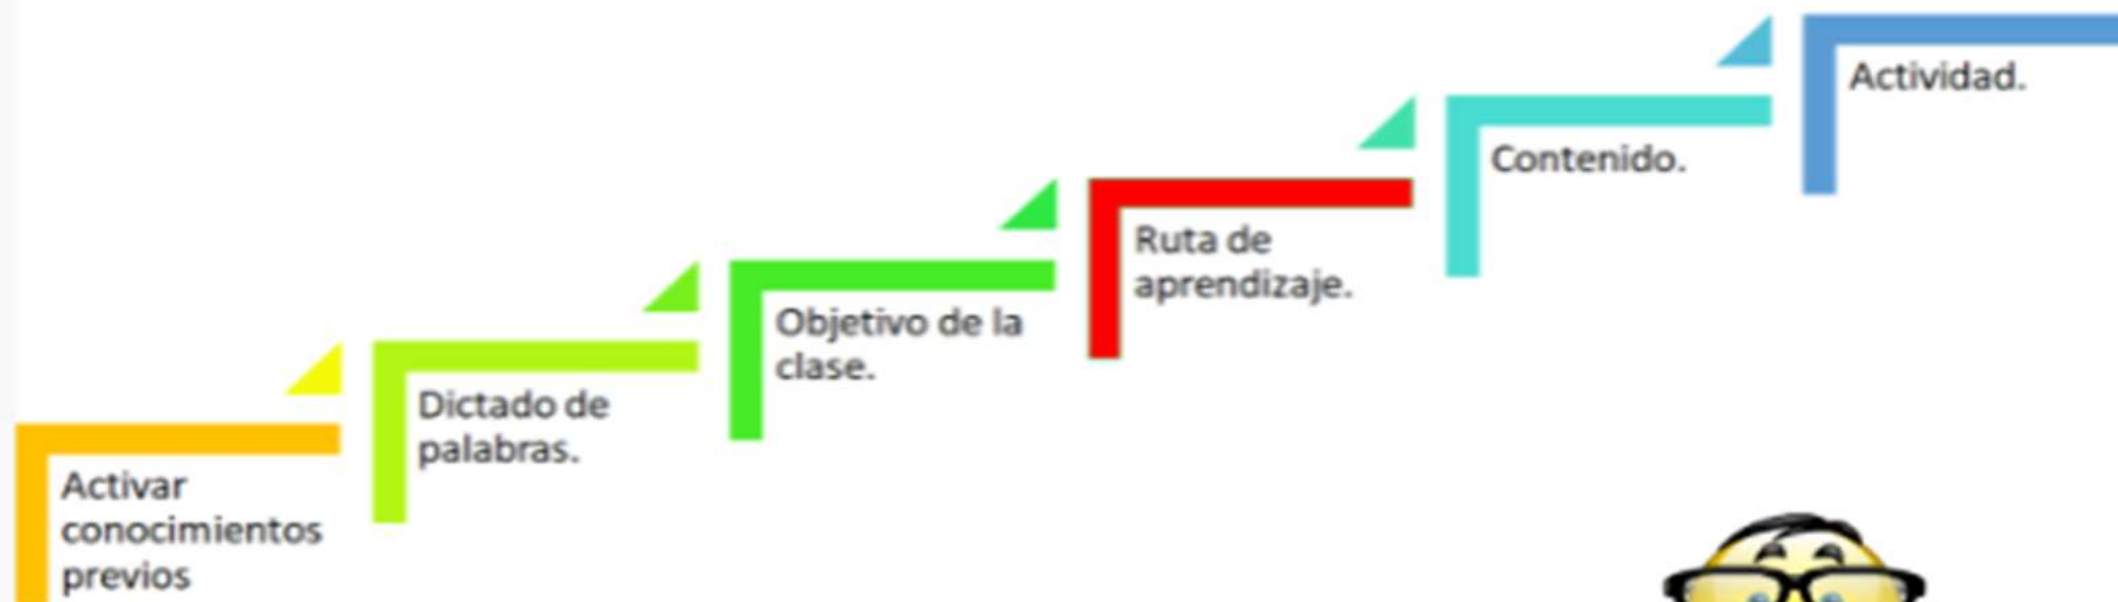 Activar
conocimientos
previos
Dictado de
palabras.
Objetivo de la
clase.
Ruta de
aprendizaje.
Contenido.
Actividad.